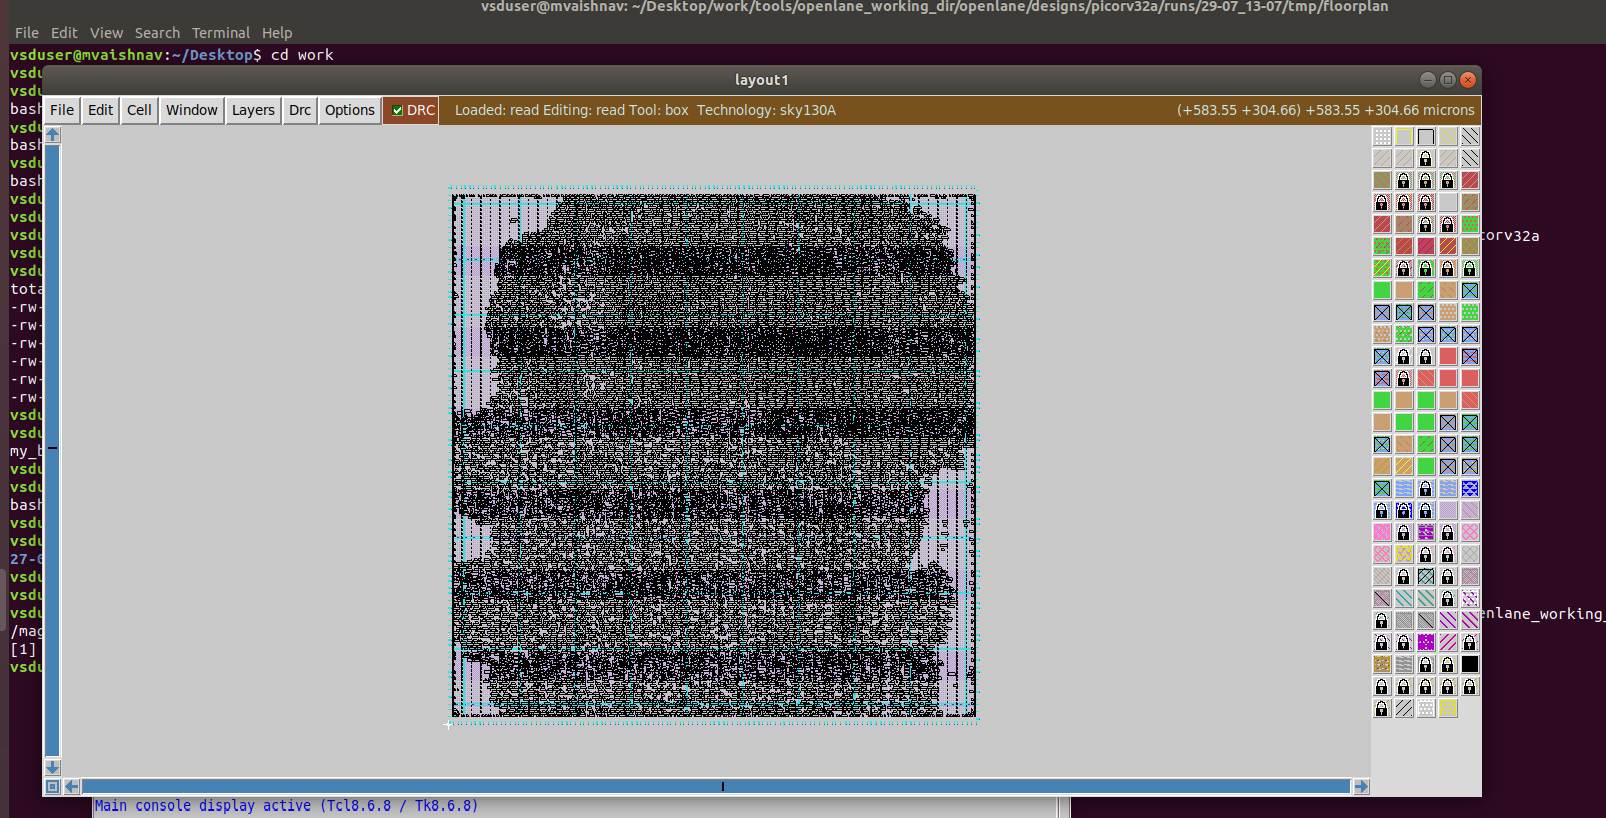 vsduser@mvaishnav: ~/Desktop/work/tools/openlane_working_dir/openlane/designs/picorv32a/runs/29-07_13-07/tmp/floorplan
File Edit View Search Terminal Help
vsduser@mvaishnav:~/Desktop$ cd work
vsdu
layout1
vsdu
File Edit Cell Window Layers Drc Options DRC Loaded: read Editing: read Tool: box Technology: sky130A (+583.55 +304.66) +583.55 +304.66 microns
bash
vsdu
bash
vsdu
bash
vsdu
vsdu
vsdu
corv32a
vsdu
vsdu
tota
-rw-
-rw-
-rw-
-rw-
-rw-
-rw-
vsdu
vsdu
my_b
vsdu
vsdu
bash
vsdu
vsdu
27-0
vsdu
vsdu
vsdu
enlane_working_
/mag
[1]
vsdu
Main console display active (Tcl8.6.8 / Tk8.6.8)